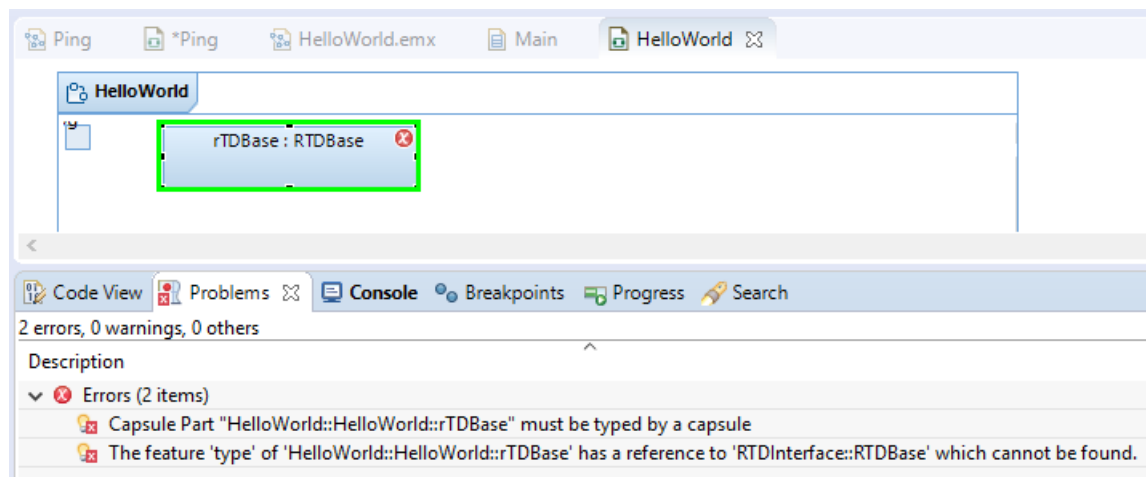 Ping *Ping HelloWorld.emx Main HelloWorld
HelloWorld
rTDBase : RTDBase
Code View Problems Console Breakpoints Progress Search
2 errors, 0 warnings, 0 others
Description
Errors (2 items)
Capsule Part "HelloWorld::HelloWorld::rTDBase" must be typed by a capsule
The feature 'type' of 'HelloWorld::HelloWorld::rTDBase' has a reference to 'RTDInterface::RTDBase' which cannot be found.